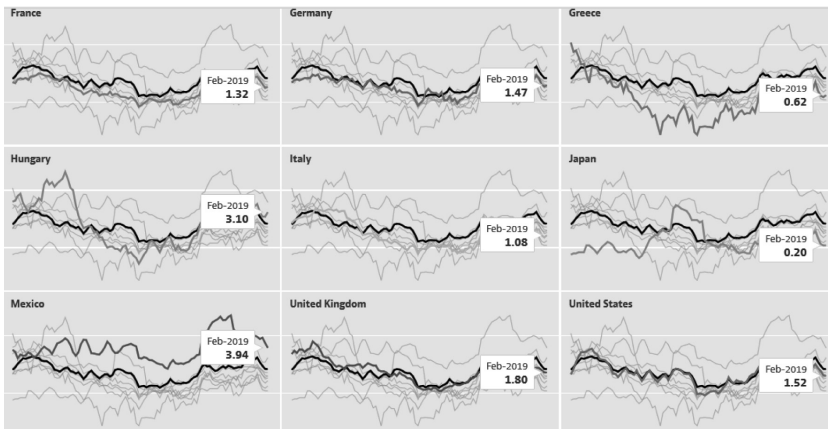 France
Germany
Greece
Feb-2019
1.32
Feb-2019
1.47
Feb-2019
0.62
Hungary
Italy
Japan
Feb-2019
3.10
Feb-2019
1.08
Feb-2019
0.20
Mexico
United Kingdom
United States
Feb-2019
3.94
Feb-2019
1.80
Feb-2019
1.52